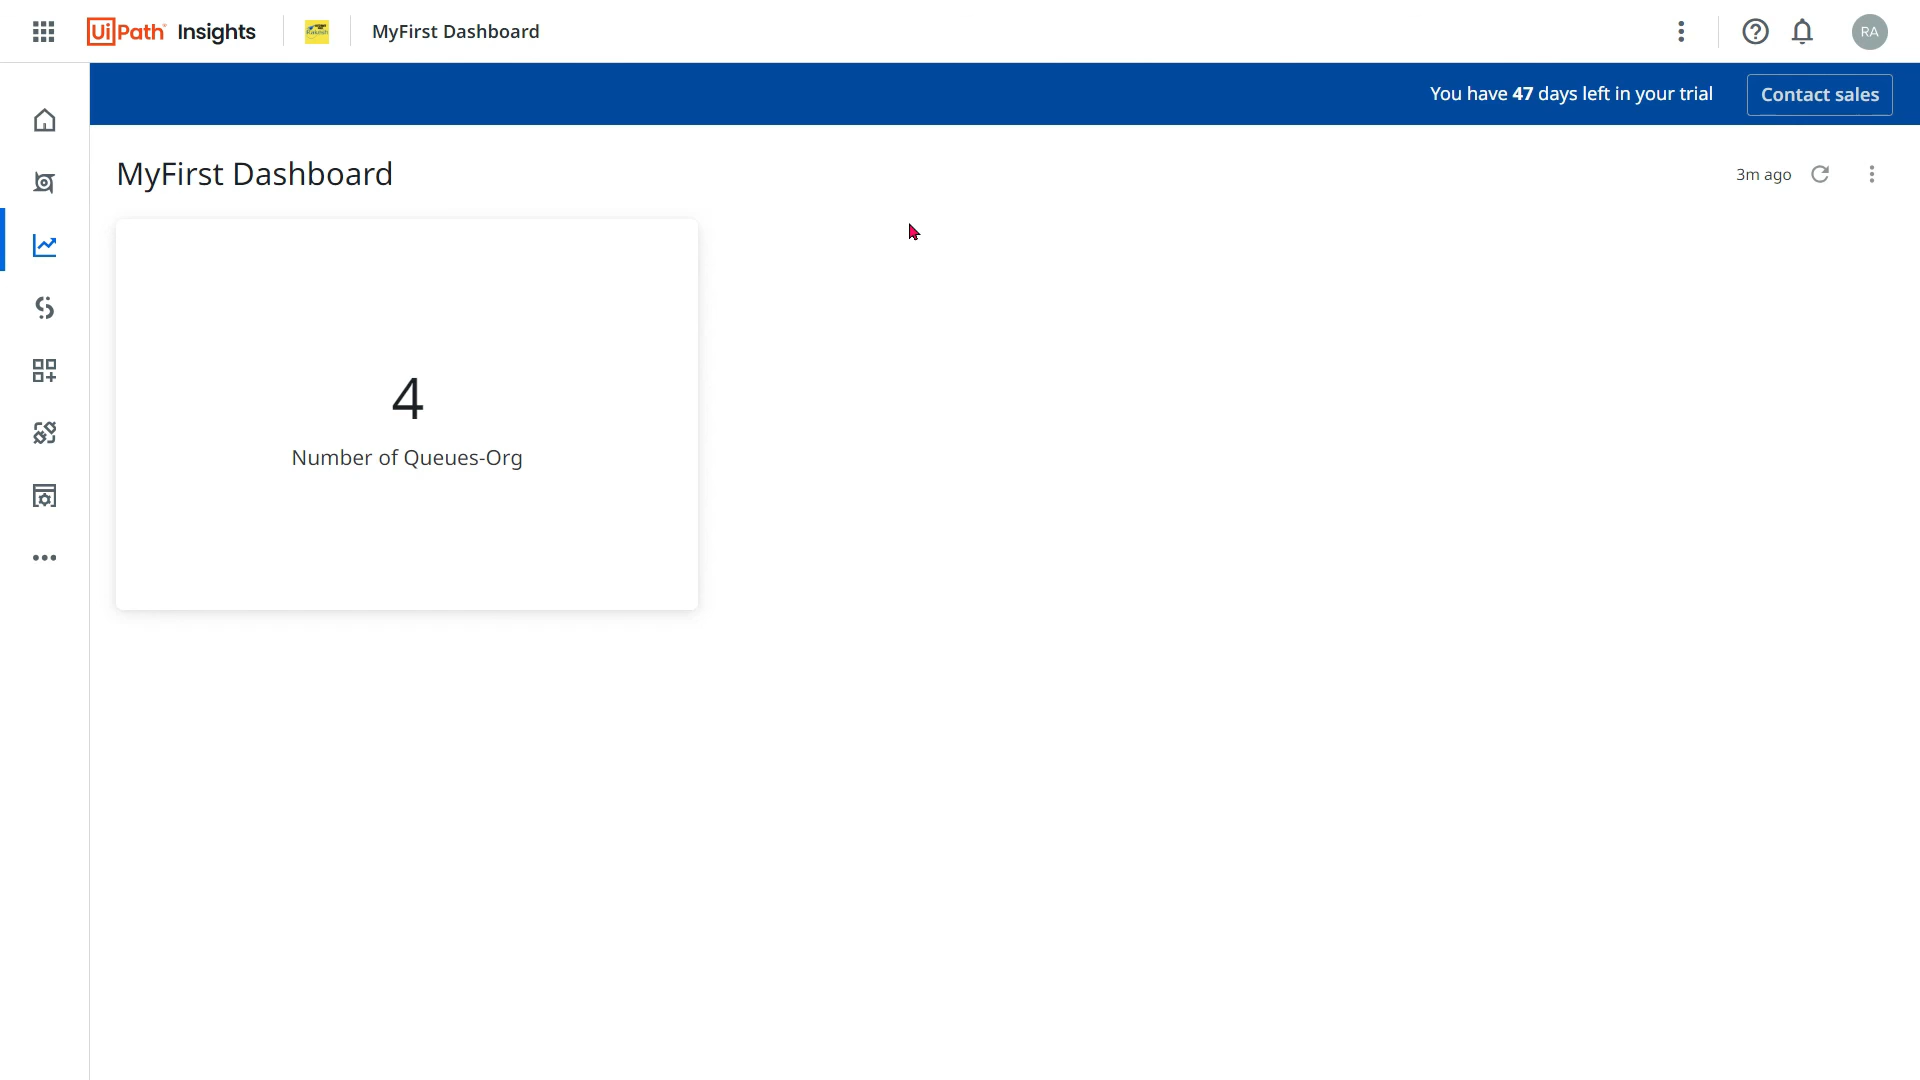 UiPath Insights MyFirst Dashboard RA
You have 47 days left in your trial Contact sales
MyFirst Dashboard 3m ago
4
Number of Queues-Org